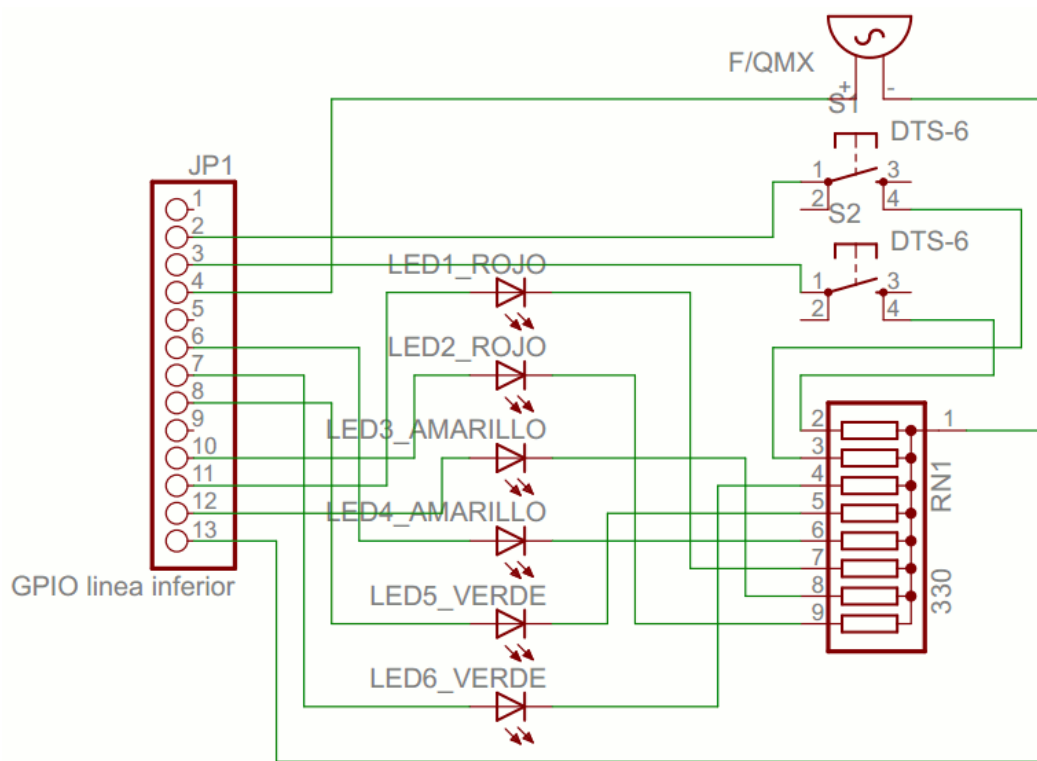 F/QMX
+
-
S1
DTS-6
1
3
2
4
S2
DTS-6
1
3
2
4
JP1
1
2
3
4
5
6
7
8
9
10
11
12
13
GPIO linea inferior
LED1_ROJO
LED2_ROJO
LED3_AMARILLO
LED4_AMARILLO
LED5_VERDE
LED6_VERDE
2
3
4
5
6
7
8
9
1
RN1
330